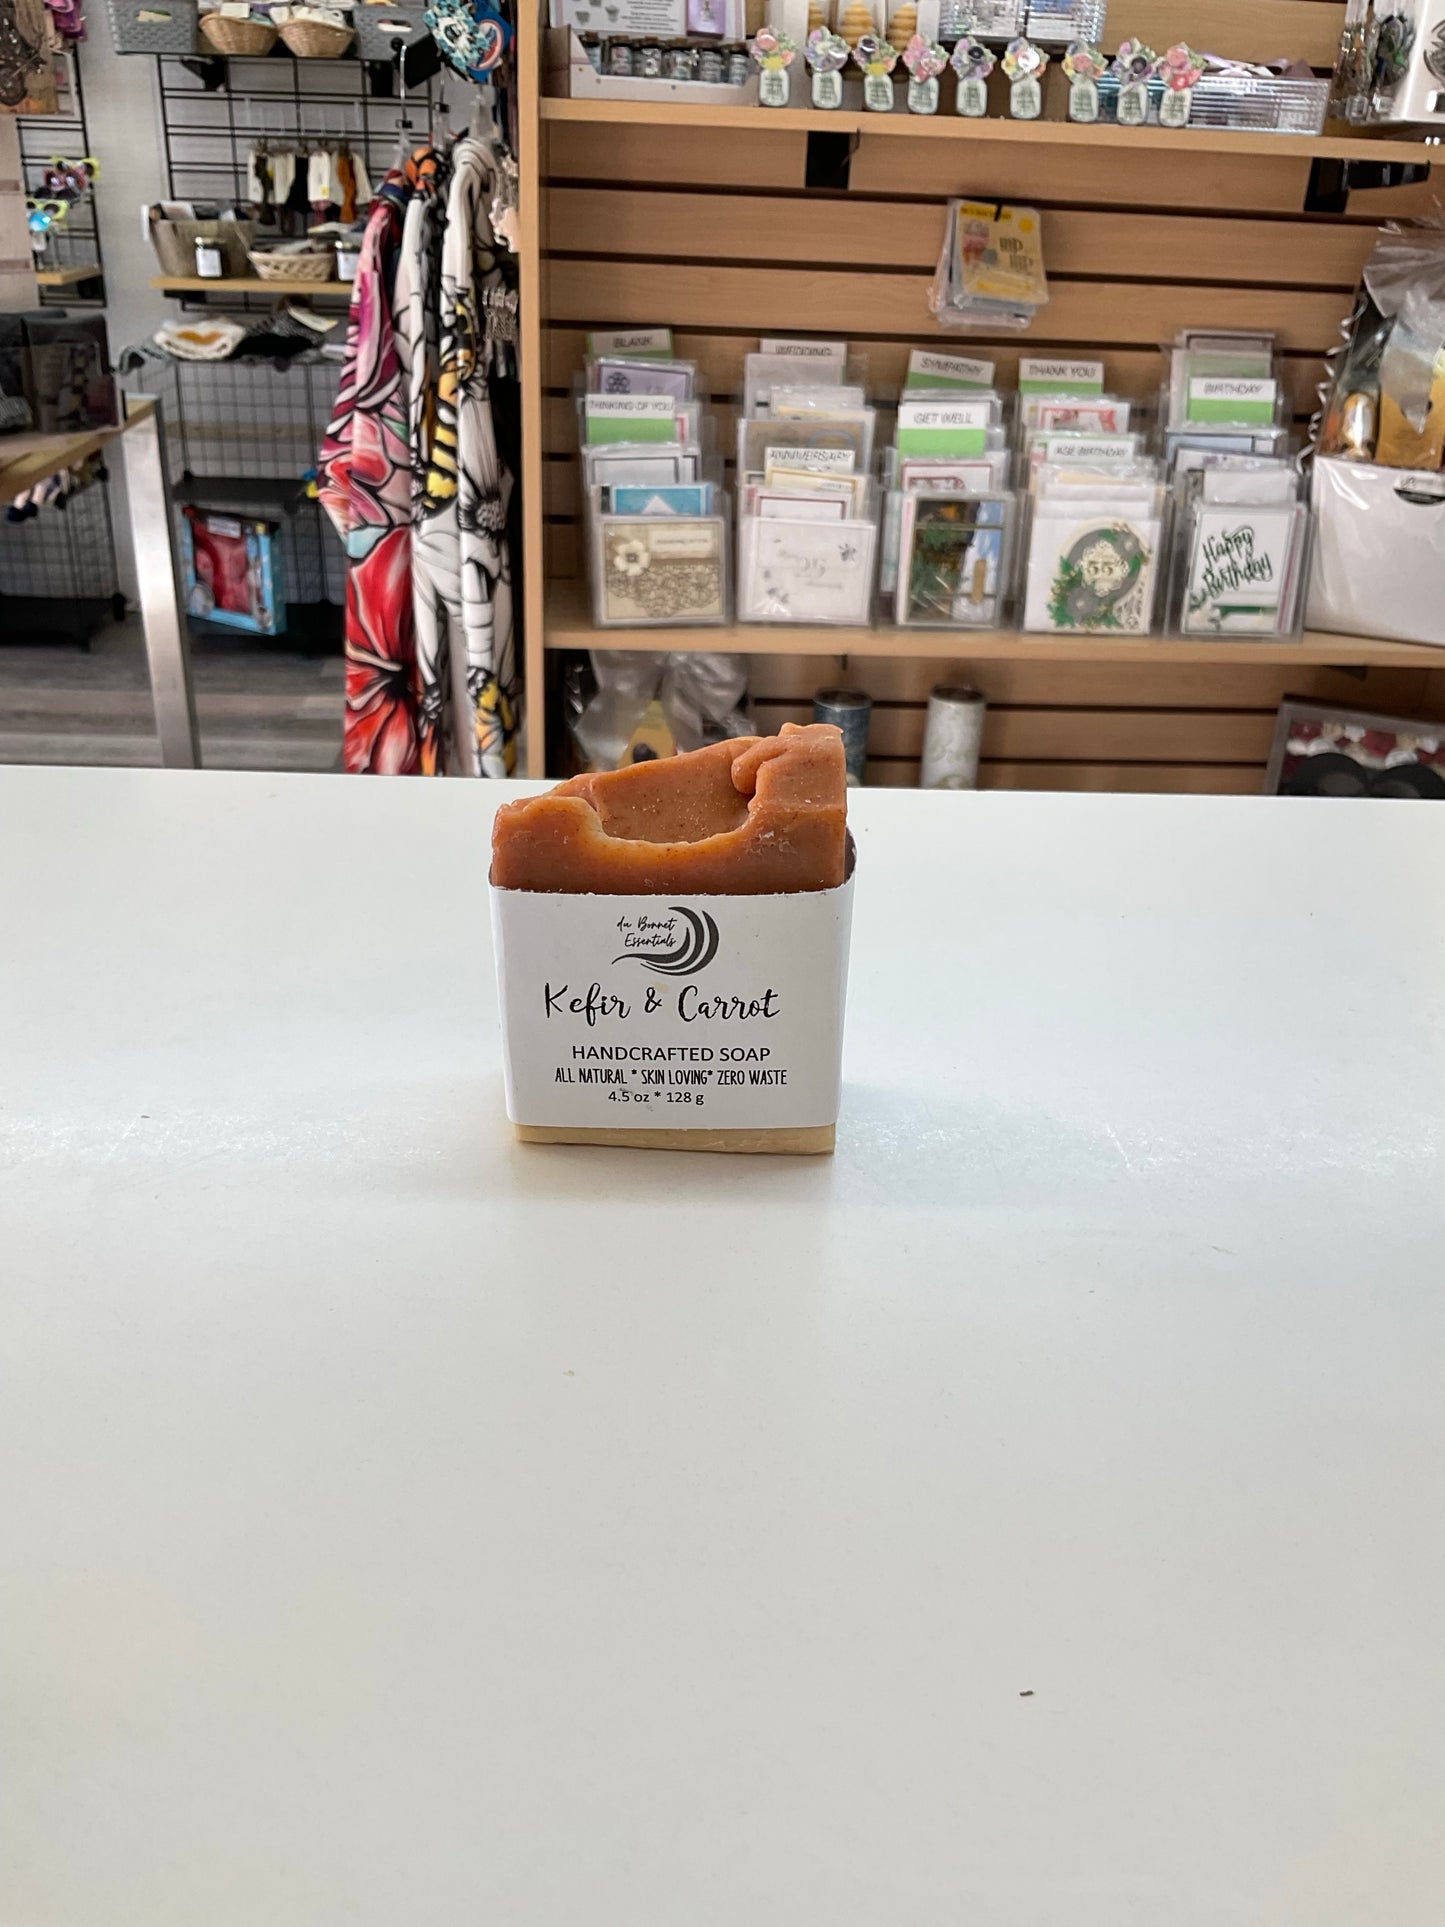 BLANK
WEDDING
SYMPATHY
THANK YOU
BIRTHDAY
THINKING OF YOU
GET WELL
ANNIVERSARY
AGE BIRTHDAY
55
Happy
Birthday
du Bonnet
Essentials
Kefir & Carrot
HANDCRAFTED SOAP
ALL NATURAL * SKIN LOVING* ZERO WASTE
4.5 oz * 128 g